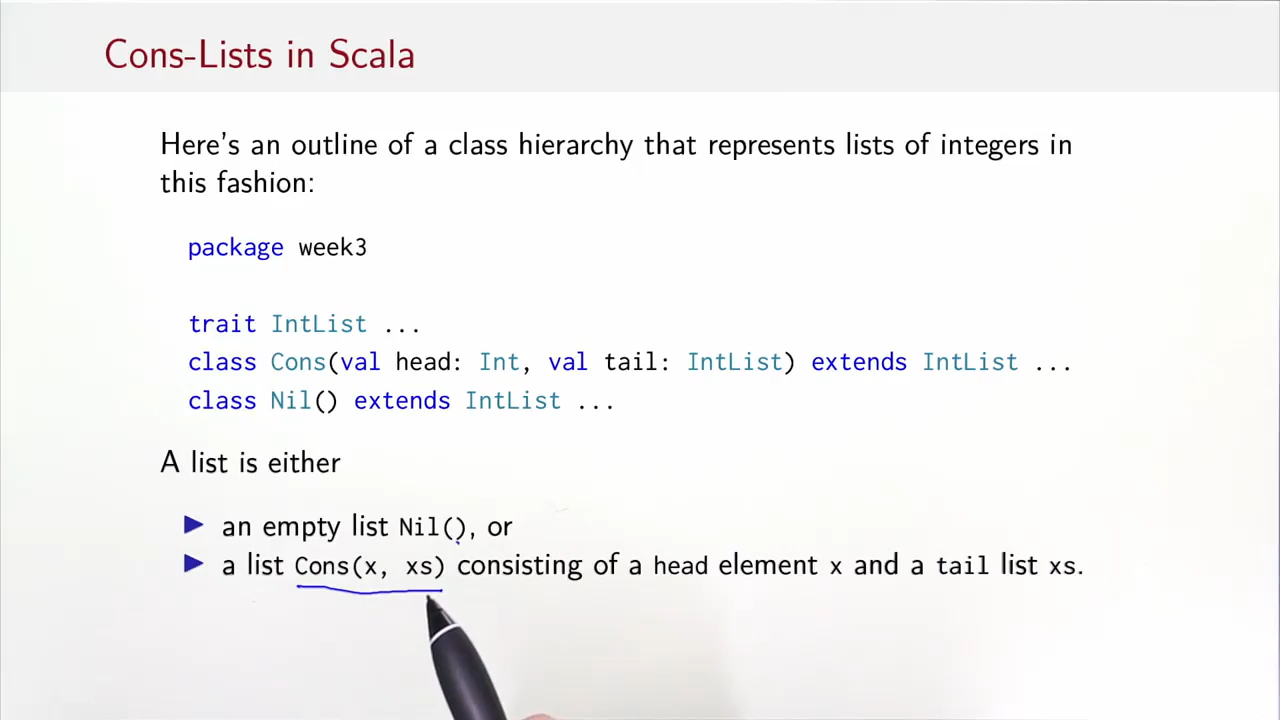 Cons-Lists in Scala
Here's an outline of a class hierarchy that represents lists of integers in
this fashion:
package week3
trait IntList ...
class Cons(val head: Int, val tail: IntList) extends IntList ...
class Nil() extends IntList ...
A list is either
▶ an empty list Nil(), or
▶ a list Cons(x, xs) consisting of a head element x and a tail list xs.